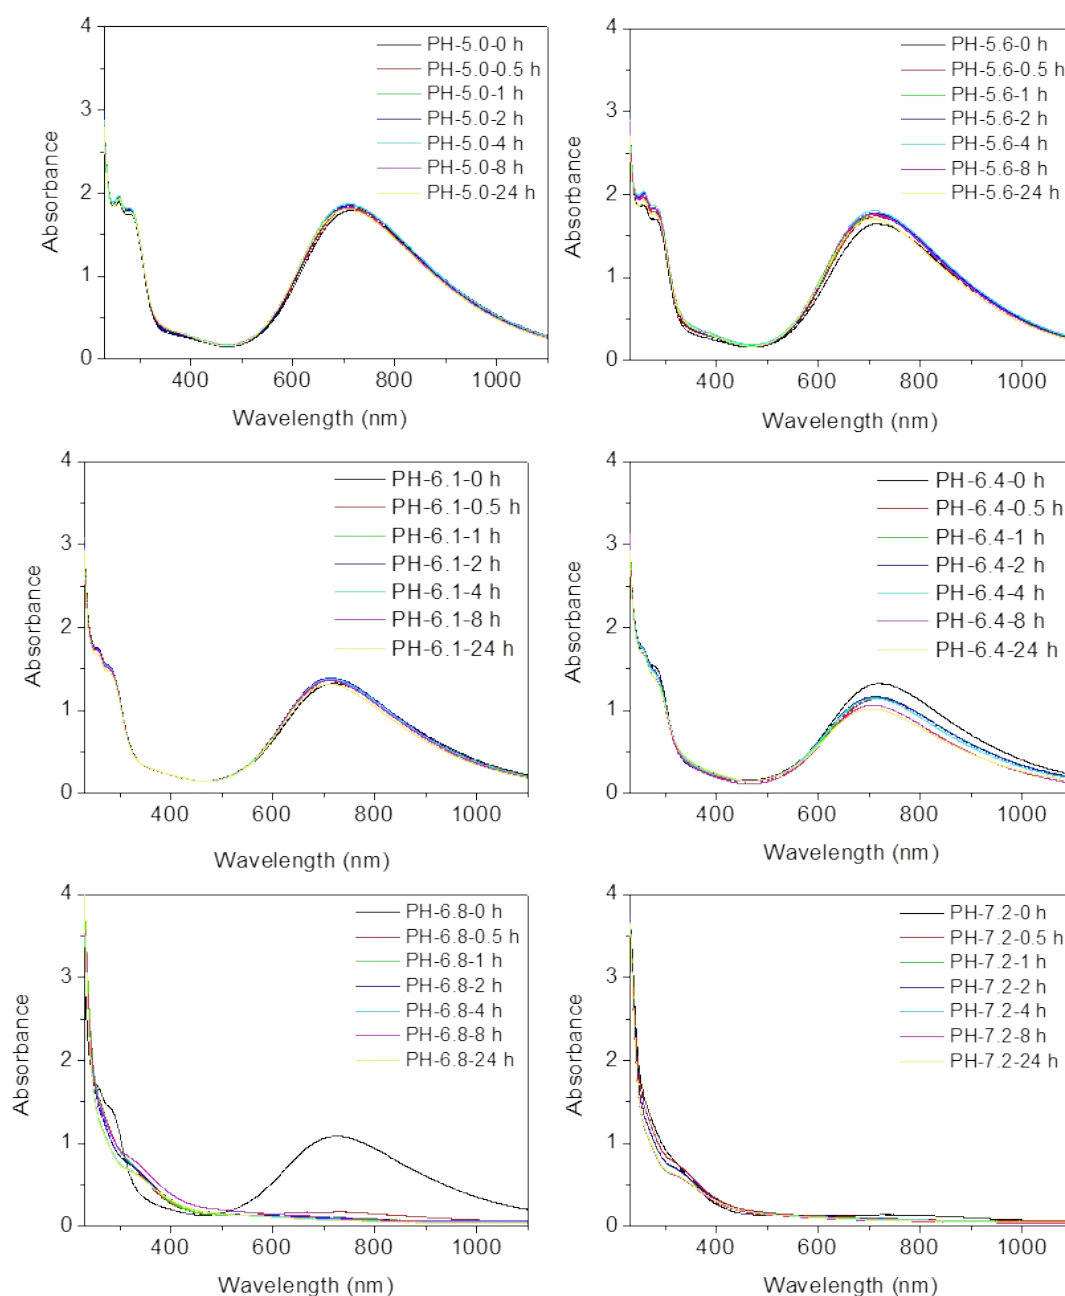 4
3
2
1
0
Absorbance
PH-5.0-0 h
PH-5.0-0.5 h
PH-5.0-1 h
PH-5.0-2 h
PH-5.0-4 h
PH-5.0-8 h
PH-5.0-24 h
400 600 800 1000
Wavelength (nm)
4
3
2
1
0
Absorbance
PH-5.6-0 h
PH-5.6-0.5 h
PH-5.6-1 h
PH-5.6-2 h
PH-5.6-4 h
PH-5.6-8 h
PH-5.6-24 h
400 600 800 1000
Wavelength (nm)
4
3
2
1
0
Absorbance
PH-6.1-0 h
PH-6.1-0.5 h
PH-6.1-1 h
PH-6.1-2 h
PH-6.1-4 h
PH-6.1-8 h
PH-6.1-24 h
400 600 800 1000
Wavelength (nm)
4
3
2
1
0
Absorbance
PH-6.4-0 h
PH-6.4-0.5 h
PH-6.4-1 h
PH-6.4-2 h
PH-6.4-4 h
PH-6.4-8 h
PH-6.4-24 h
400 600 800 1000
Wavelength (nm)
4
3
2
1
0
Absorbance
PH-6.8-0 h
PH-6.8-0.5 h
PH-6.8-1 h
PH-6.8-2 h
PH-6.8-4 h
PH-6.8-8 h
PH-6.8-24 h
400 600 800 1000
Wavelength (nm)
4
3
2
1
0
Absorbance
PH-7.2-0 h
PH-7.2-0.5 h
PH-7.2-1 h
PH-7.2-2 h
PH-7.2-4 h
PH-7.2-8 h
PH-7.2-24 h
400 600 800 1000
Wavelength (nm)